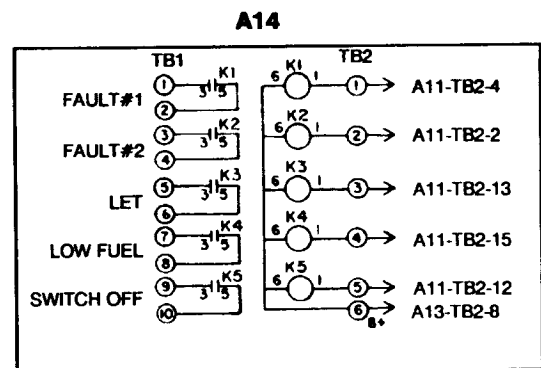 A14
TB1 TB2
1 3 5 K1 6 K1 1 1 A11-TB2-4
FAULT#1
2
3 3 5 K2 6 K2 1 2 A11-TB2-2
FAULT#2
4
5 3 5 K3 6 K3 1 3 A11-TB2-13
LET
6
7 3 5 K4 6 K4 1 4 A11-TB2-15
LOW FUEL
8
9 3 5 K5 6 K5 1 5 A11-TB2-12
SWITCH OFF
10 6 B+ A13-TB2-8